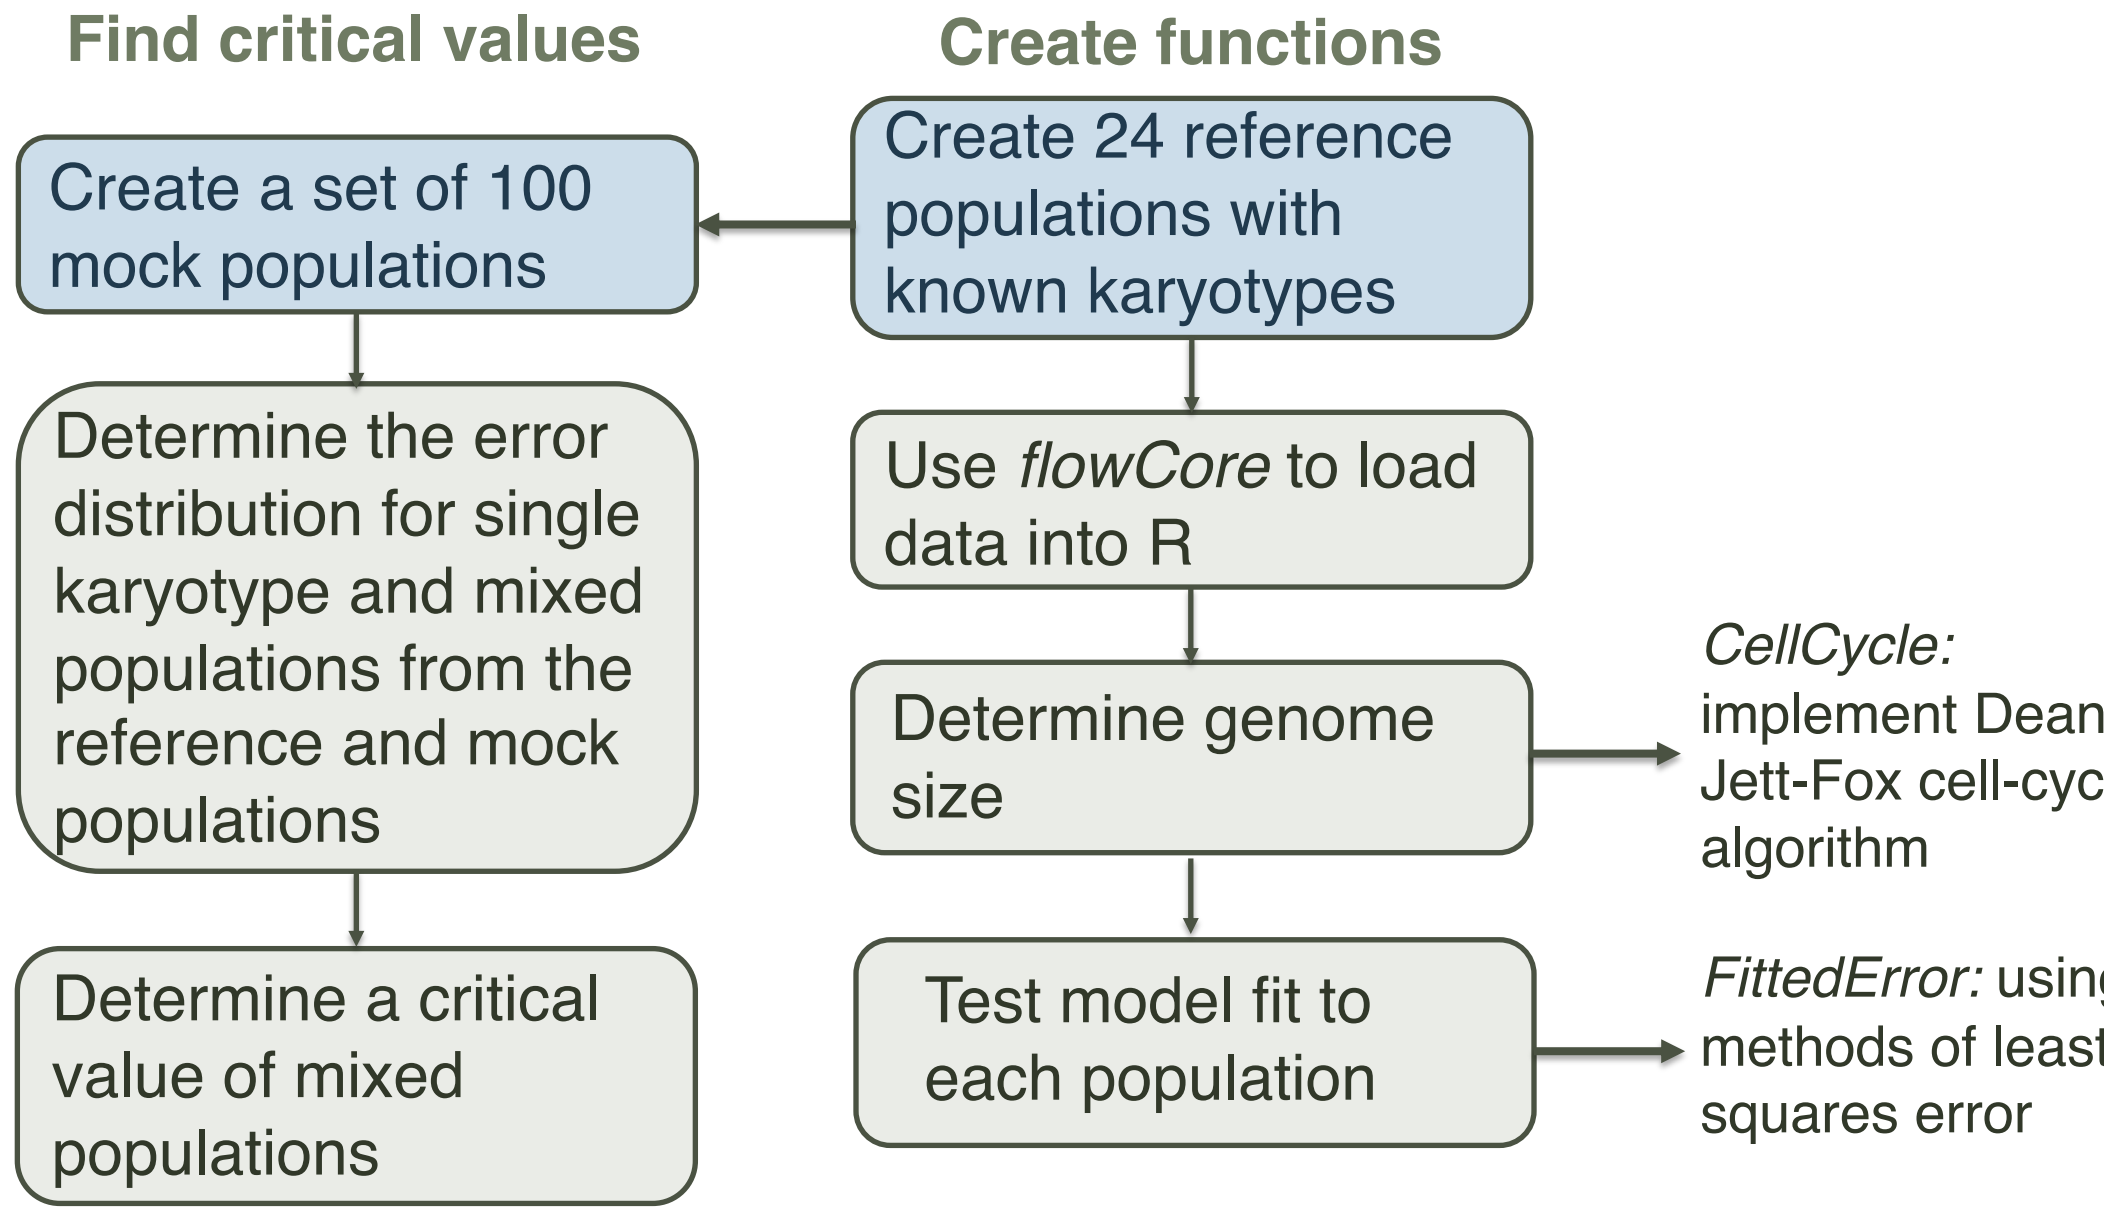 Find critical values
Create a set of 100
mock populations
Determine the error
distribution for single
karyotype and mixed
populations from the
reference and mock
populations
Determine a critical
value of mixed
populations
Create functions
Create 24 reference
populations with
known karyotypes
Use flowCore to load
data into R
Determine genome
size
Test model fit to
each population
CellCycle:
implement Dean
Jett-Fox cell-cyc
algorithm
FittedError: using
methods of least
squares error